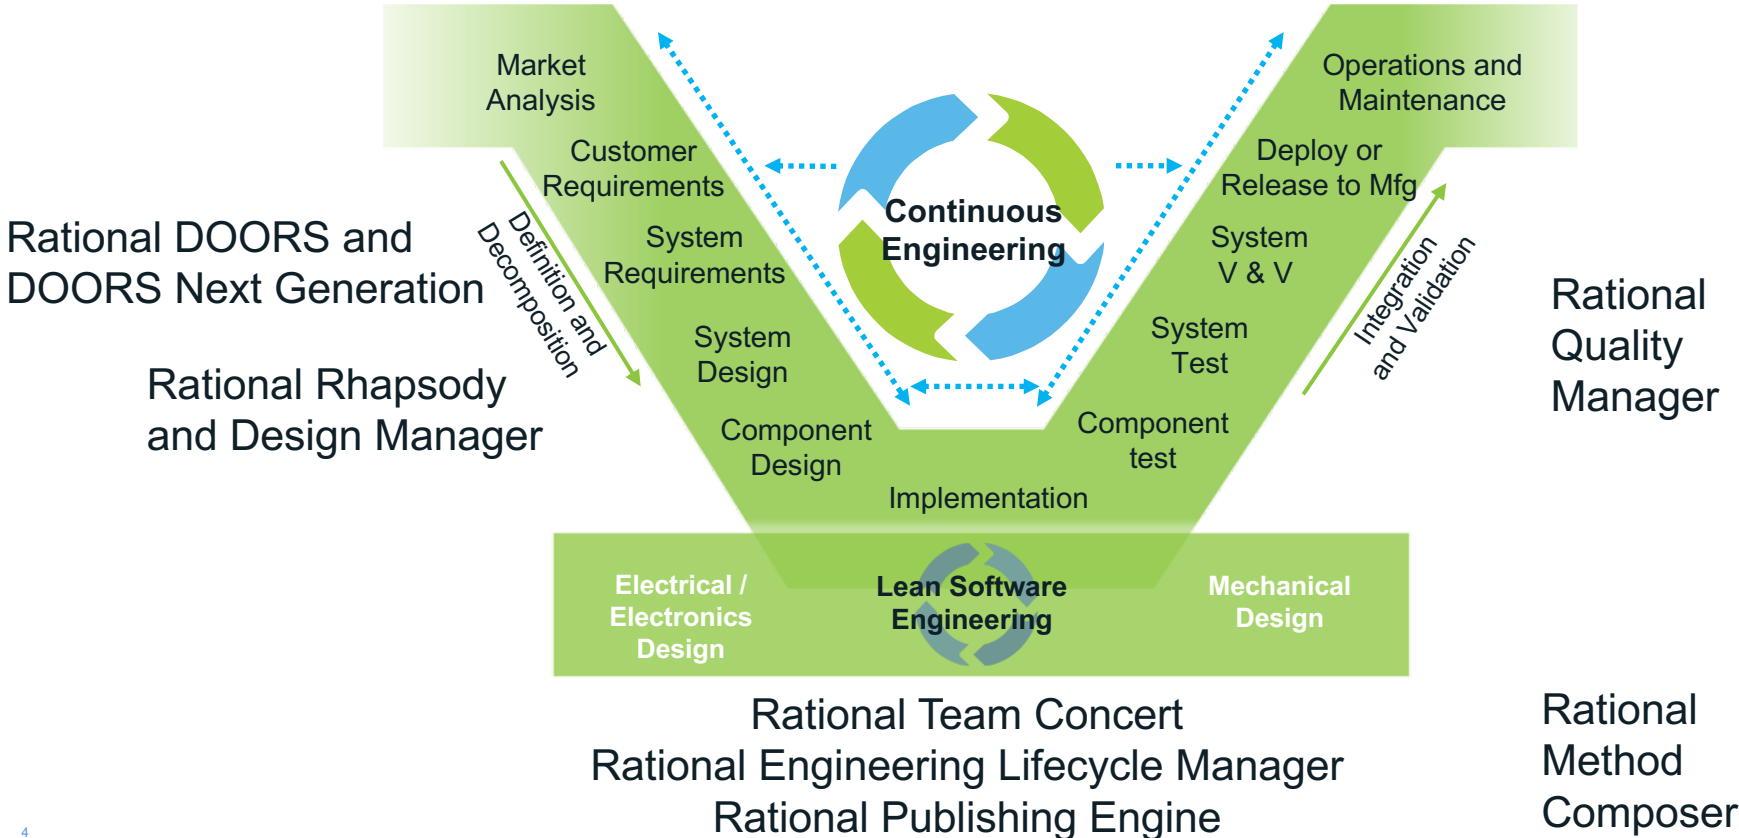 Market
Analysis
Customer
Requirements
System
Requirements
System
Design
Component
Design
Implementation
Component
test
System
Test
System
V & V
Deploy or
Release to Mfg
Operations and
Maintenance
Continuous
Engineering
Definition and
Decomposition
Integration
and Validation
Rational DOORS and
DOORS Next Generation
Rational Rhapsody
and Design Manager
Rational
Quality
Manager
Electrical /
Electronics
Design
Lean Software
Engineering
Mechanical
Design
Rational Team Concert
Rational Engineering Lifecycle Manager
Rational Publishing Engine
Rational
Method
Composer
4